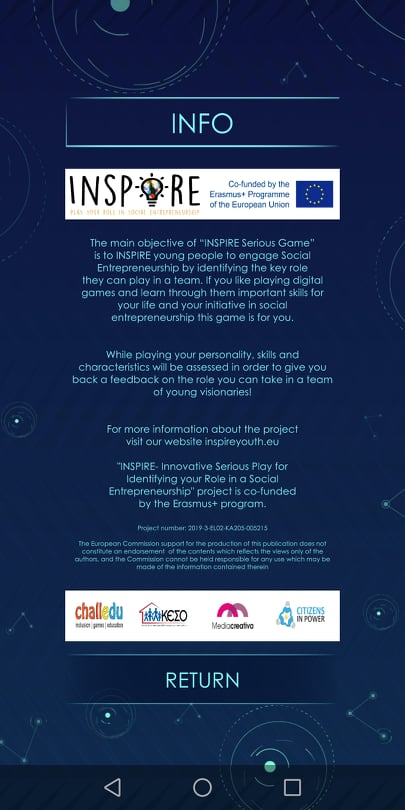 INFO
INSPIRE
PLAY YOUR ROLE IN SOCIAL ENTREPRENEURSHIP
Co-funded by the
Erasmus+ Programme
of the European Union
The main objective of “INSPIRE Serious Game”
is to INSPIRE young people to engage Social
Entrepreneurship by identifying the key role
they can play in a team. If you like playing digital
games and learn through them important skills for
your life and your initiative in social
entrepreneurship this game is for you.
While playing your personality, skills and
characteristics will be assessed in order to give you
back a feedback on the role you can take in a team
of young visionaries!
For more information about the project
visit our website inspireyouth.eu
"INSPIRE- Innovative Serious Play for
Identifying your Role in a Social
Entrepreneurship" project is co-funded
by the Erasmus+ program.
Project number: 2019-3-EL02-KA205-005215
The European Commission support for the production of this publication does not
constitute an endorsement of the contents which reflects the views only of the
authors, and the Commission cannot be held responsible for any use which may be
made of the information contained therein
challedu
inclusion | games | education
ΚΕΣΟ
Mediacreativa
CITIZENS
IN POWER
RETURN